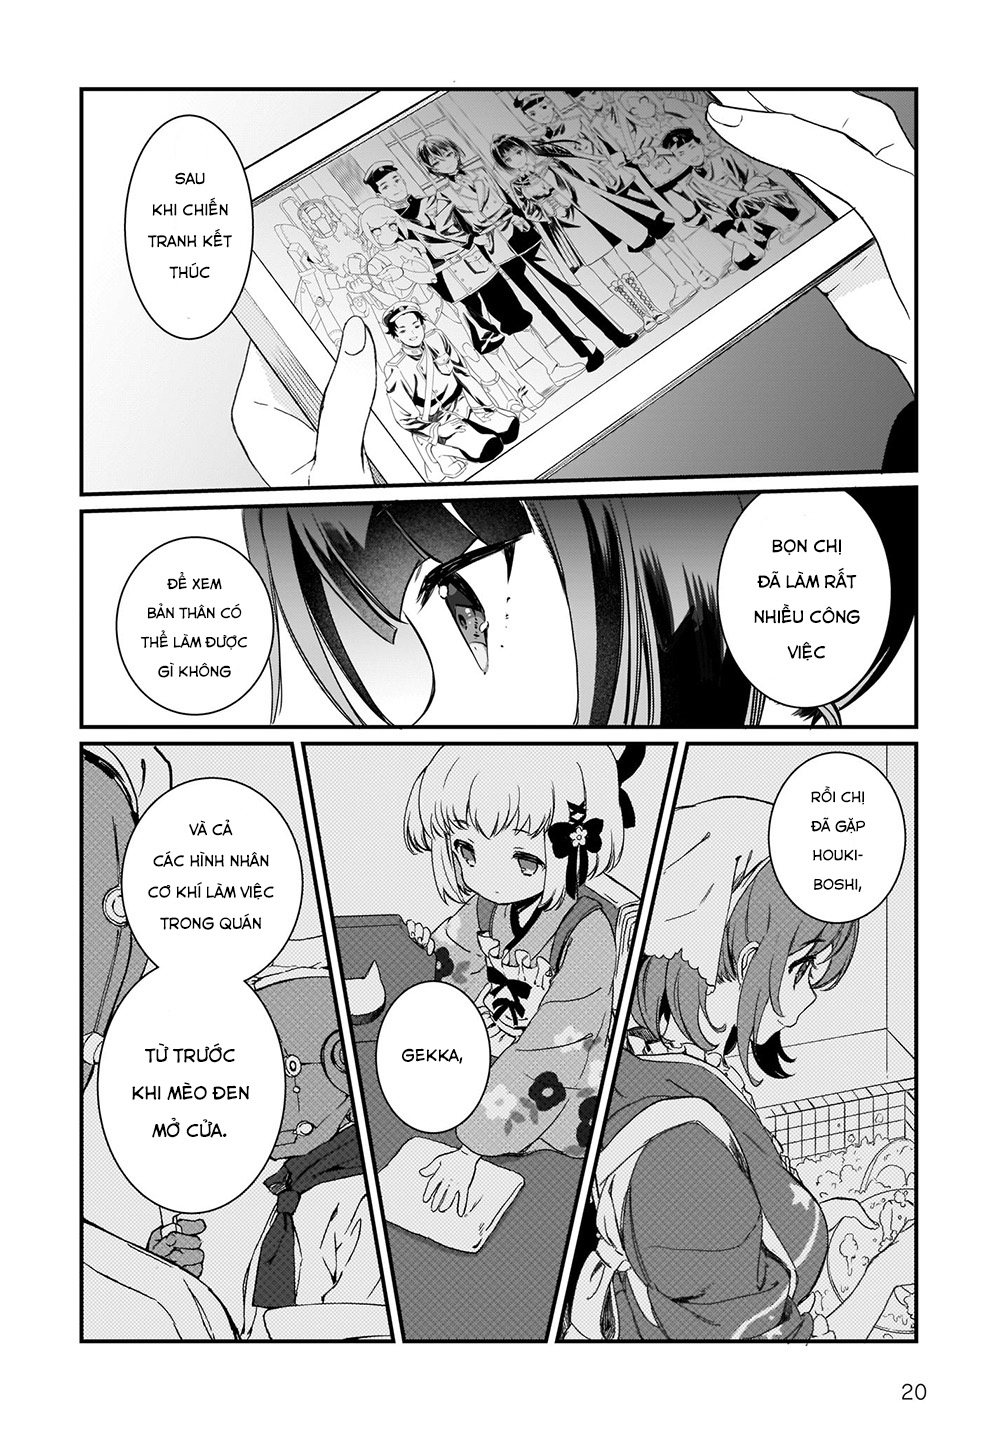 SAU
KHI CHIẾN
TRANH KẾT
THÚC
BỌN CHỊ
ĐÃ LÀM RẤT
NHIỀU CÔNG
VIỆC
ĐỂ XEM
BẢN THÂN CÓ
THỂ LÀM ĐƯỢC
GÌ KHÔNG
RỒI CHỊ
ĐÃ GẶP
HOUKI-
BOSHI,
GEKKA,
VÀ CẢ
CÁC HÌNH NHÂN
CƠ KHÍ LÀM VIỆC
TRONG QUÁN
TỪ TRƯỚC
KHI MÈO ĐEN
MỞ CỬA.
20